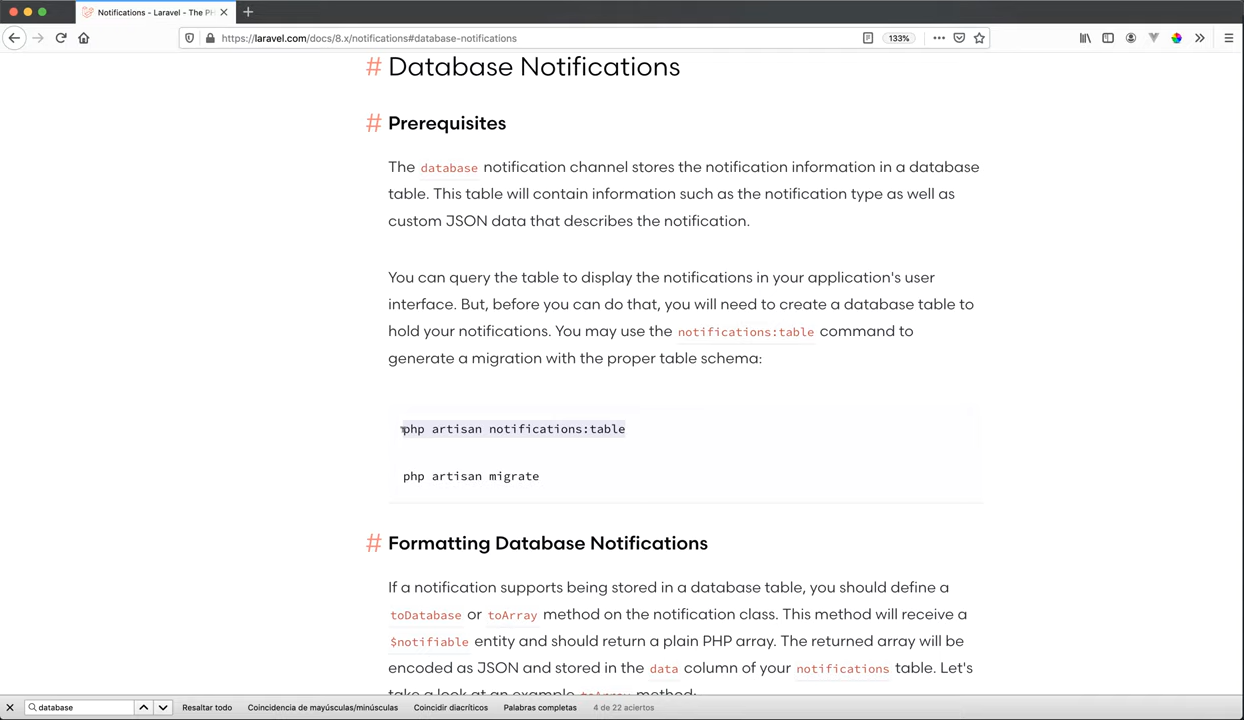 Notifications - Laravel - The PH
https://laravel.com/docs/8.x/notifications#database-notifications
133%
# Database Notifications
# Prerequisites
The database notification channel stores the notification information in a database
table. This table will contain information such as the notification type as well as
custom JSON data that describes the notification.
You can query the table to display the notifications in your application's user
interface. But, before you can do that, you will need to create a database table to
hold your notifications. You may use the notifications:table command to
generate a migration with the proper table schema:
php artisan notifications:table
php artisan migrate
# Formatting Database Notifications
If a notification supports being stored in a database table, you should define a
toDatabase or toArray method on the notification class. This method will receive a
$notifiable entity and should return a plain PHP array. The returned array will be
encoded as JSON and stored in the data column of your notifications table. Let's
take a look at an example toArray method:
database
Resaltar todo
Coincidencia de mayúsculas/minúsculas
Coincidir diacríticos
Palabras completas
4 de 22 aciertos